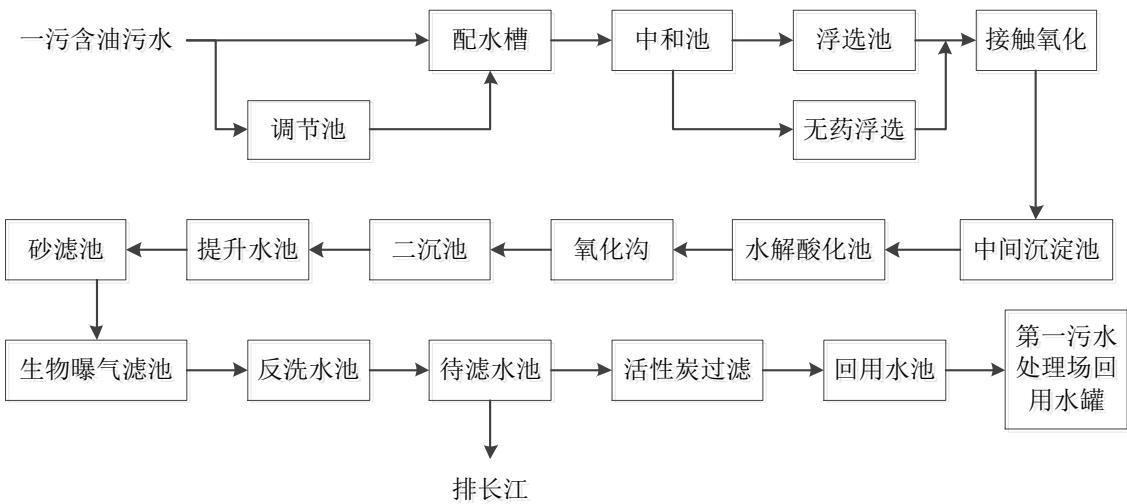 一污含油污水
配水槽
中和池
浮选池
接触氧化
调节池
无药浮选
砂滤池
提升水池
二沉池
氧化沟
水解酸化池
中间沉淀池
生物曝气滤池
反洗水池
待滤水池
活性炭过滤
回用水池
第一污水
处理场回
用水罐
排长江